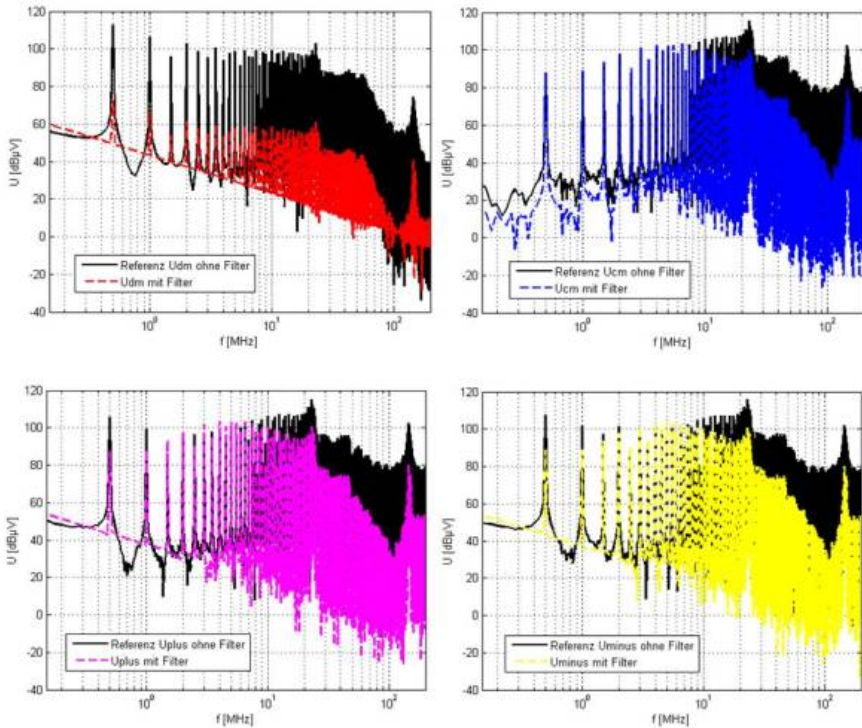 120
100
80
60
40
20
0
-20
-40
U [dBµV]
Referenz Udm ohne Filter
Udm mit Filter
10⁰ 10¹ 10²
f [MHz]
120
100
80
60
40
20
0
-20
-40
U [dBµV]
Referenz Ucm ohne Filter
Ucm mit Filter
10⁰ 10¹ 10²
f [MHz]
120
100
80
60
40
20
0
-20
-40
U [dBµV]
Referenz Uplus ohne Filter
Uplus mit Filter
10⁰ 10¹ 10²
f [MHz]
120
100
80
60
40
20
0
-20
-40
U [dBµV]
Referenz Uminus ohne Filter
Uminus mit Filter
10⁰ 10¹ 10²
f [MHz]